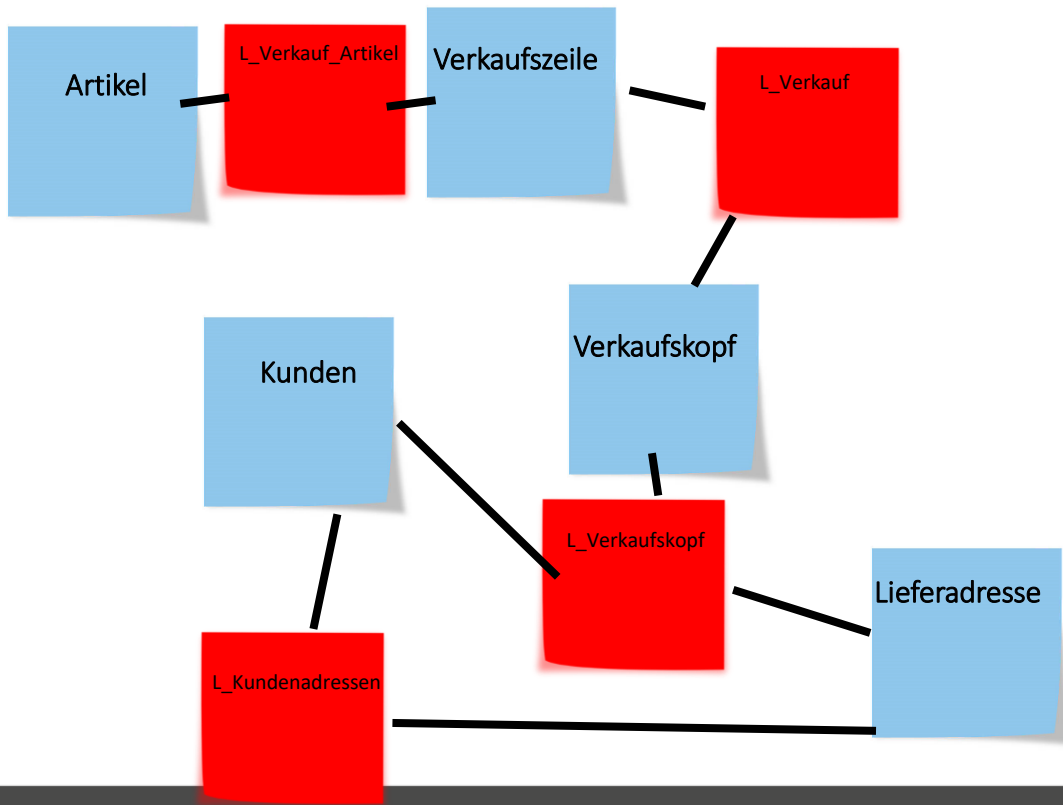 Artikel
L_Verkauf_Artikel
Verkaufszeile
L_Verkauf
Kunden
Verkaufskopf
L_Verkaufskopf
Lieferadresse
L_Kundenadressen